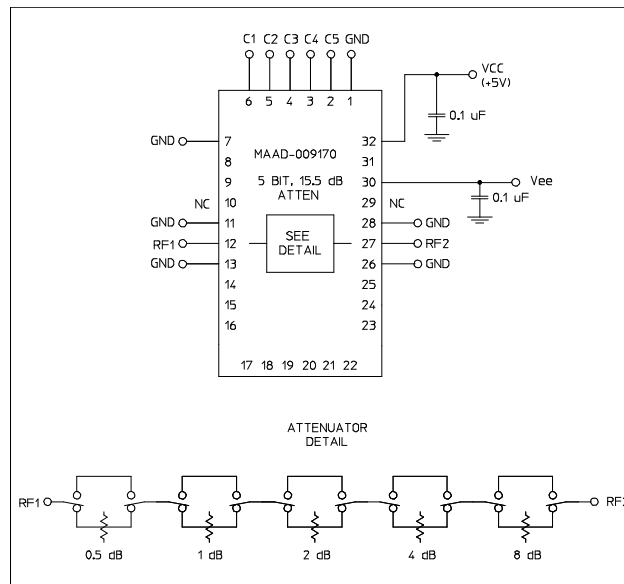 C1 C2 C3 C4 C5 GND
6 5 4 3 2 1
VCC
(+5V)
0.1 uF
GND 7 32
MAAD-009170
8 31
9 5 BIT, 15.5 dB 30 Vee
ATTEN
0.1 uF
NC 10 29 NC
GND 11 28 GND
RF1 12 SEE 27 RF2
DETAIL
GND 13 26 GND
14 25
15 24
16 23
17 18 19 20 21 22
ATTENUATOR
DETAIL
RF1 RF2
0.5 dB 1 dB 2 dB 4 dB 8 dB